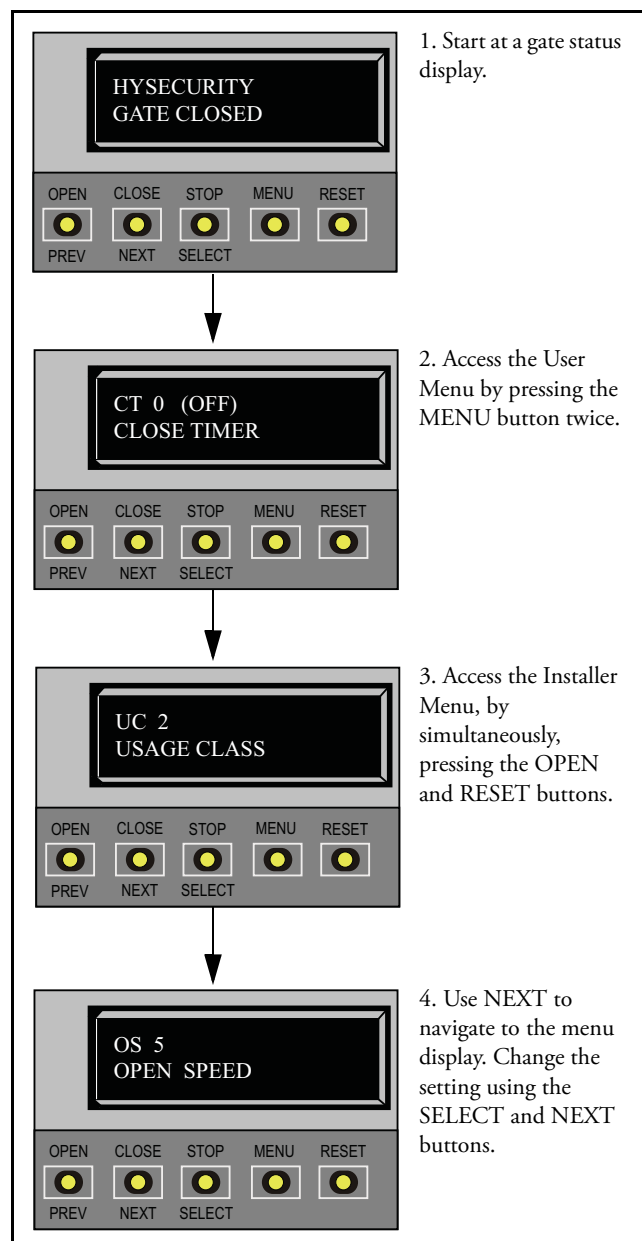 HYSECURITY
GATE CLOSED
OPEN CLOSE STOP MENU RESET
PREV NEXT SELECT
1. Start at a gate status
display.
CT 0 (OFF)
CLOSE TIMER
OPEN CLOSE STOP MENU RESET
PREV NEXT SELECT
2. Access the User
Menu by pressing the
MENU button twice.
UC 2
USAGE CLASS
OPEN CLOSE STOP MENU RESET
PREV NEXT SELECT
3. Access the Installer
Menu, by
simultaneously,
pressing the OPEN
and RESET buttons.
OS 5
OPEN SPEED
OPEN CLOSE STOP MENU RESET
PREV NEXT SELECT
4. Use NEXT to
navigate to the menu
display. Change the
setting using the
SELECT and NEXT
buttons.